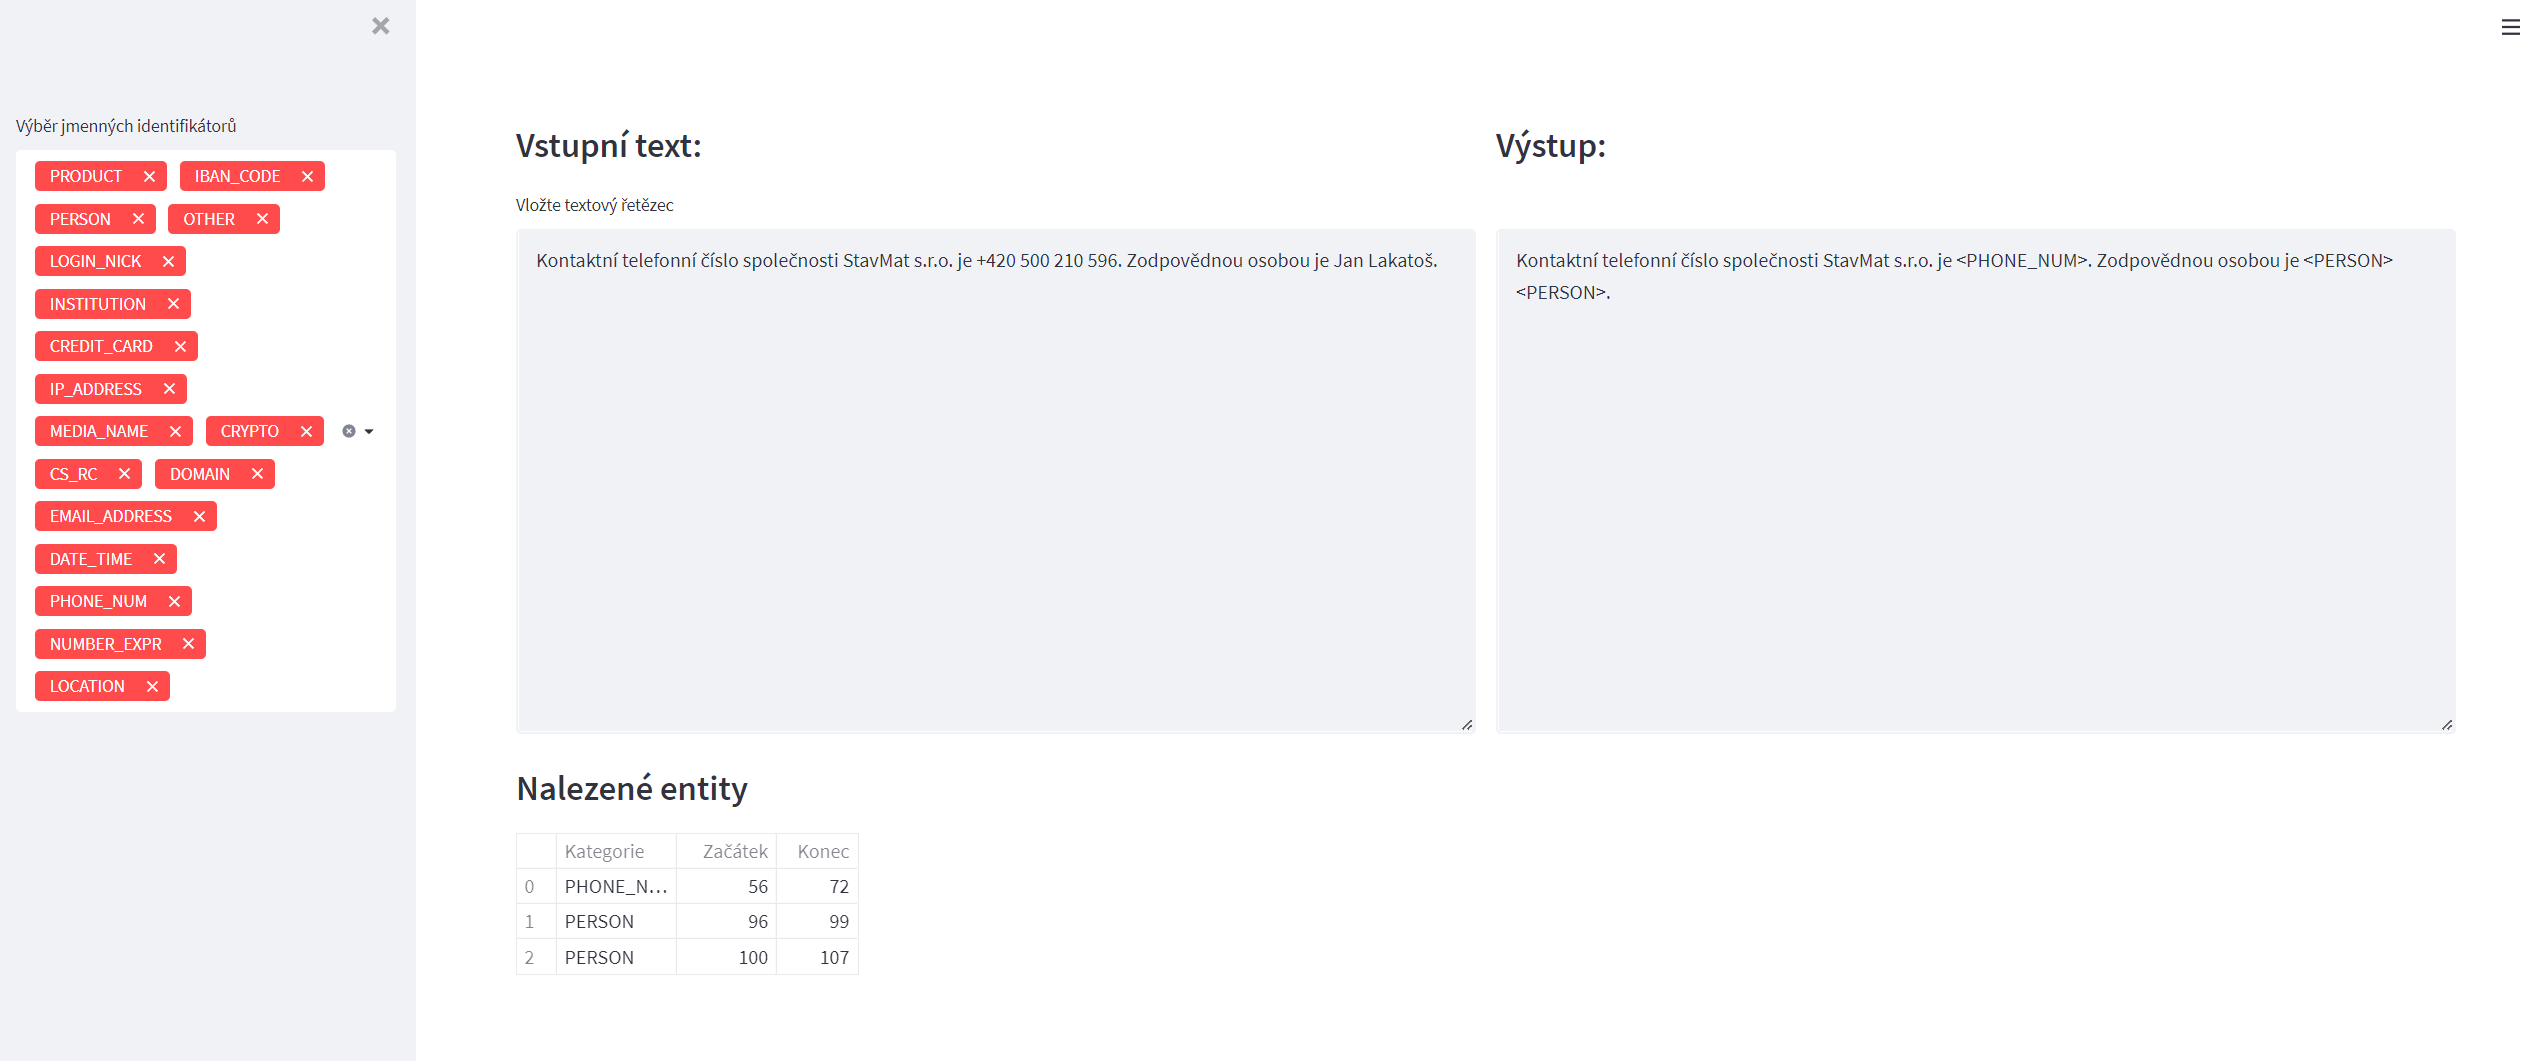 Výběr jmenných identifikátorů
PRODUCT IBAN_CODE
PERSON OTHER
LOGIN_NICK
INSTITUTION
CREDIT_CARD
IP_ADDRESS
MEDIA_NAME CRYPTO
CS_RC DOMAIN
EMAIL_ADDRESS
DATE_TIME
PHONE_NUM
NUMBER_EXPR
LOCATION
Vstupní text:
Vložte textový řetězec
Kontaktní telefonní číslo společnosti StavMat s.r.o. je +420 500 210 596. Zodpovědnou osobou je Jan Lakatoš.
Výstup:
Kontaktní telefonní číslo společnosti StavMat s.r.o. je <PHONE_NUM>. Zodpovědnou osobou je <PERSON>
<PERSON>.
Nalezené entity
Kategorie Začátek Konec
0 PHONE_N... 56 72
1 PERSON 96 99
2 PERSON 100 107